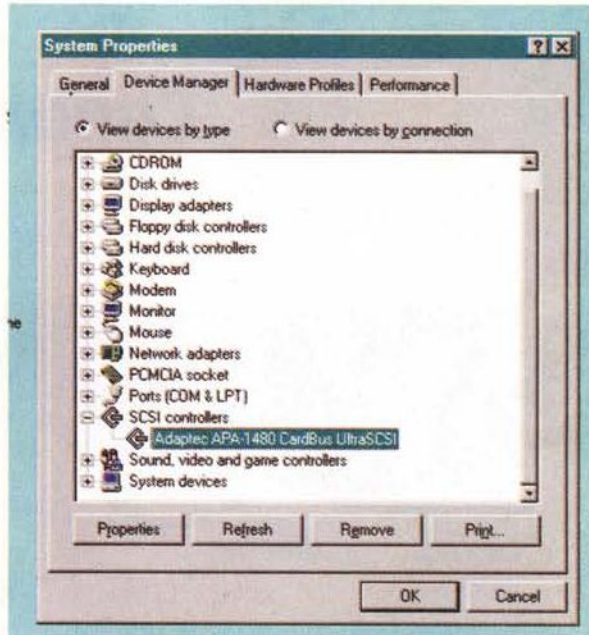 System Properties
General Device Manager Hardware Profiles Performance
View devices by type View devices by connection
CDROM
Disk drives
Display adapters
Floppy disk controllers
Hard disk controllers
Keyboard
Modem
Monitor
Mouse
Network adapters
PCMCIA socket
Ports (COM & LPT)
SCSI controllers
Adaptec APA-1480 CardBus UltraSCSI
Sound, video and game controllers
System devices
Properties Refresh Remove Print...
OK Cancel